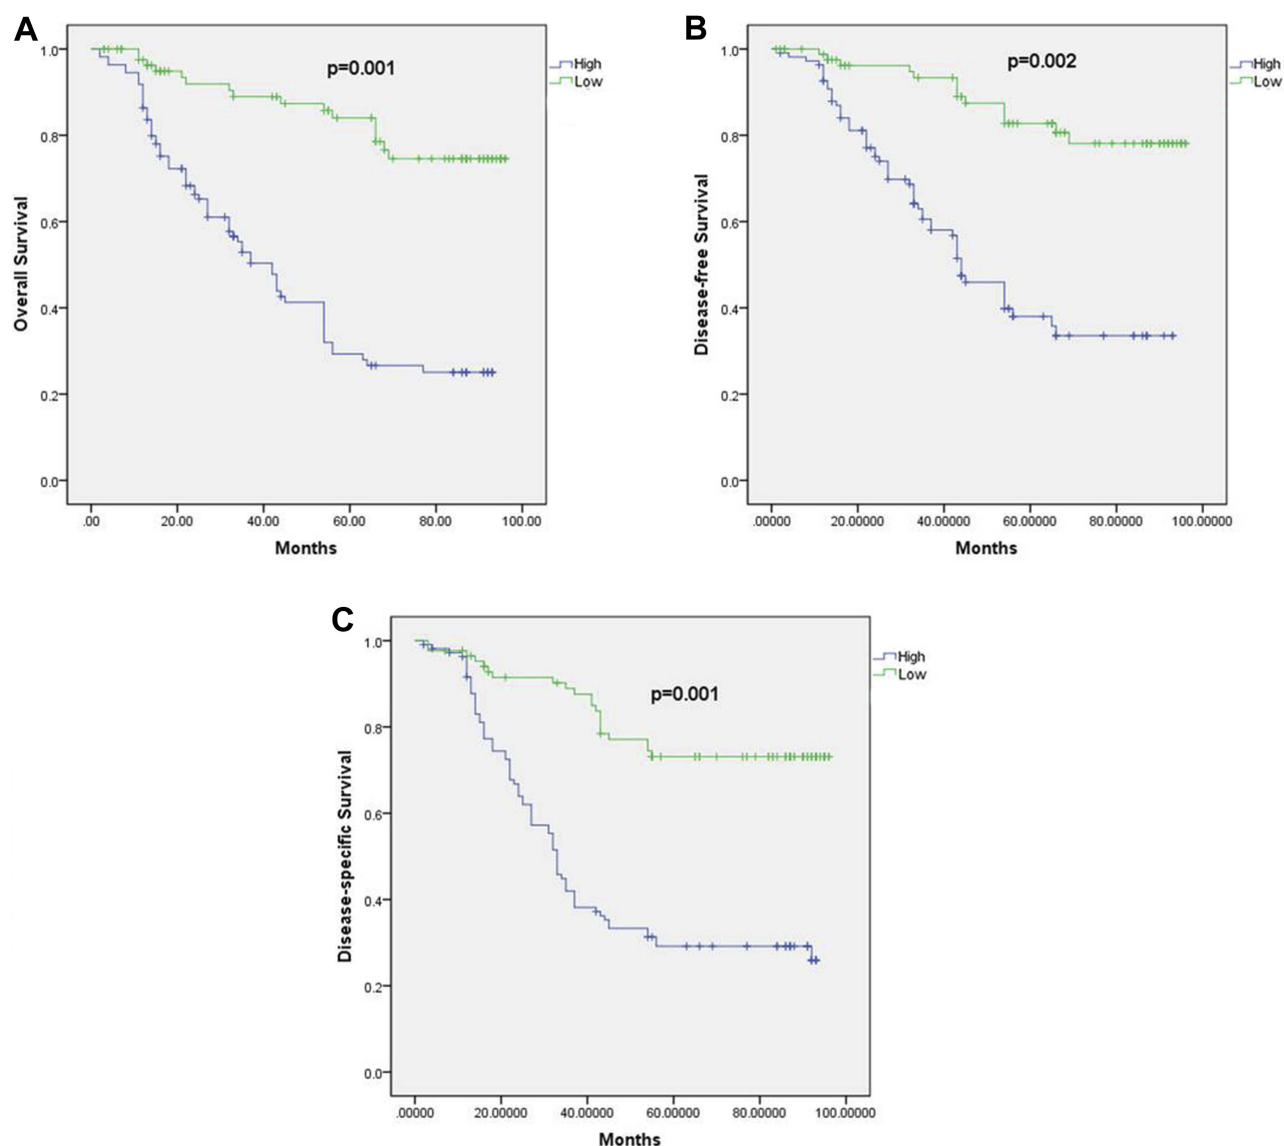 A
p=0.001
High
Low
1.0
0.8
0.6
0.4
0.2
0.0
Overall Survival
.00 20.00 40.00 60.00 80.00 100.00
Months
B
p=0.002
High
Low
1.0
0.8
0.6
0.4
0.2
0.0
Disease-free Survival
.00000 20.00000 40.00000 60.00000 80.00000 100.00000
Months
C
p=0.001
High
Low
1.0
0.8
0.6
0.4
0.2
0.0
Disease-specific Survival
.00000 20.00000 40.00000 60.00000 80.00000 100.00000
Months